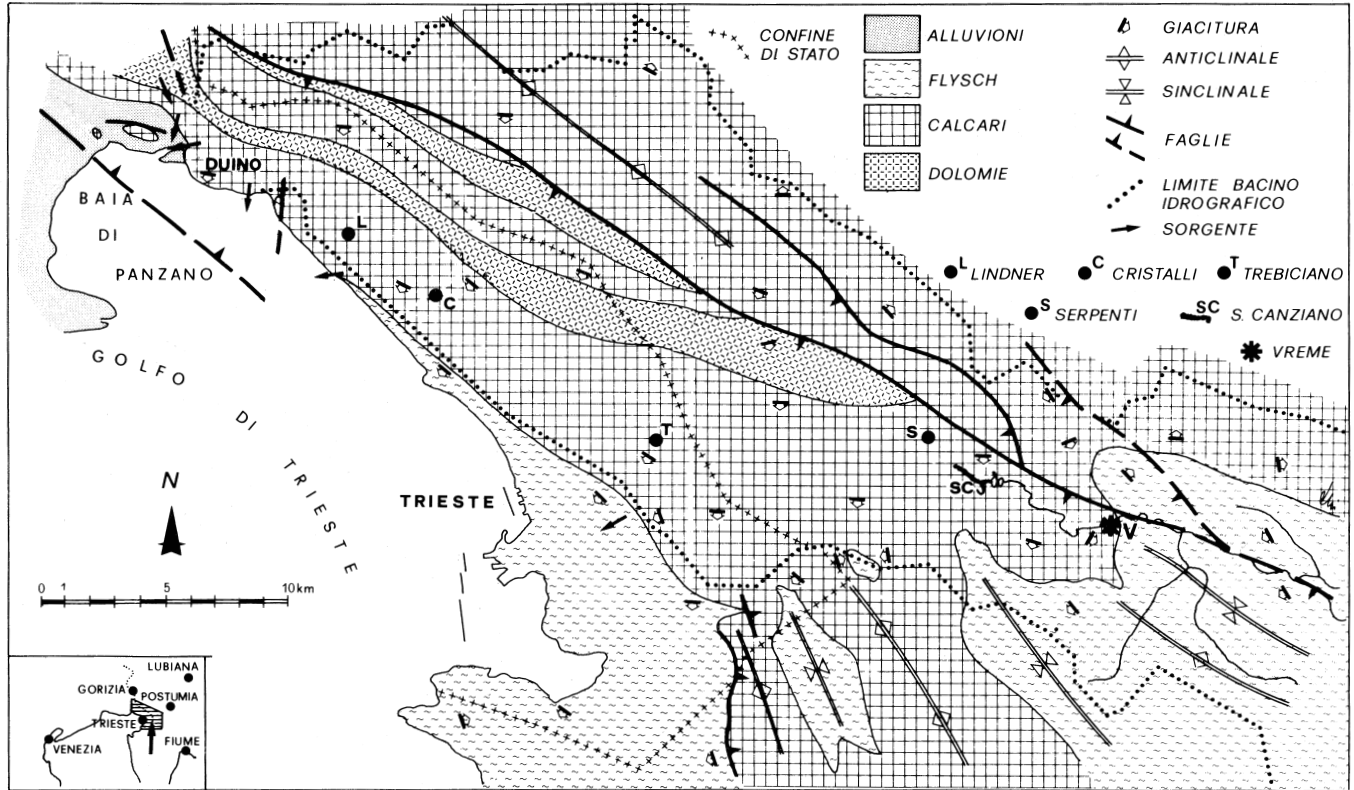 CONFINE
DI STATO
ALLUVIONI
FLYSCH
CALCARI
DOLOMIE
GIACITURA
ANTICLINALE
SINCLINALE
FAGLIE
LIMITE BACINO
IDROGRAFICO
SORGENTE
L LINDNER
C CRISTALLI
T TREBICIANO
S SERPENTI
SC S. CANZIANO
VREME
DUINO
BAIA
DI
PANZANO
L
C
GOLFO
DI
TRIESTE
T
S
SC
V
TRIESTE
N
0 1 5 10 km
LUBIANA
GORIZIA
POSTUMIA
TRIESTE
VENEZIA
FIUME